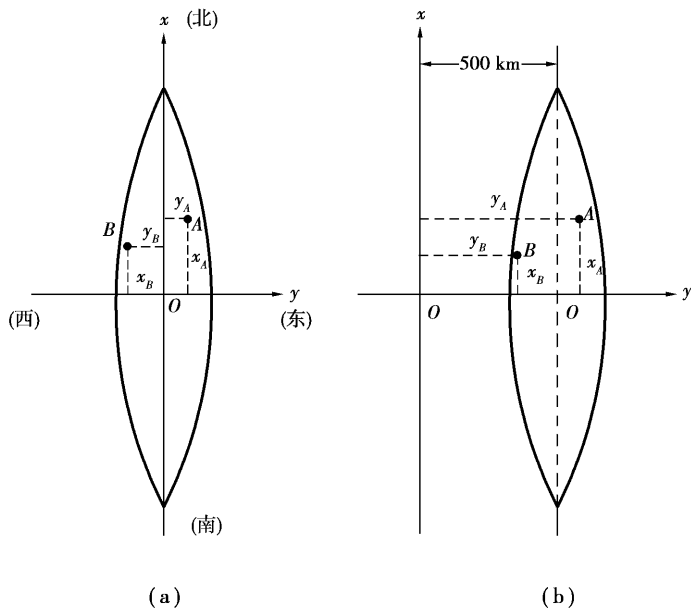 x (北)
y_A
A
B
y_B
x_A
x_B
O
y
(西)
(东)
(南)
(a)
x
500 km
y_A
A
y_B
B
x_B
x_A
O
O
y
(b)